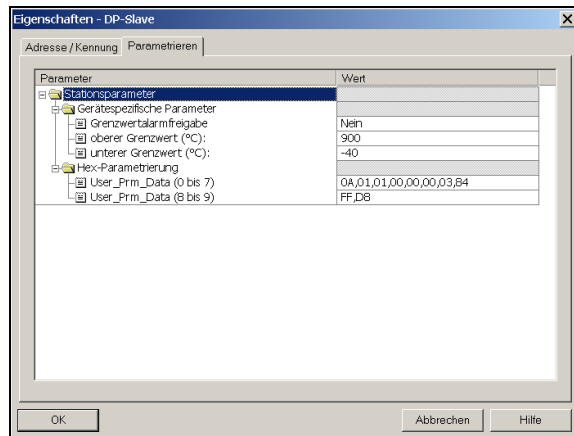 Eigenschaften - DP-Slave
Adresse / Kennung Parametrieren
Parameter Wert
Stationsparameter
Gerätespezifische Parameter
Grenzwertalarmfreigabe Nein
oberer Grenzwert (°C): 900
unterer Grenzwert (°C): -40
Hex-Parametrierung
User_Prm_Data (0 bis 7) 0A,01,01,00,00,00,03,84
User_Prm_Data (8 bis 9) FF,D8
OK Abbrechen Hilfe